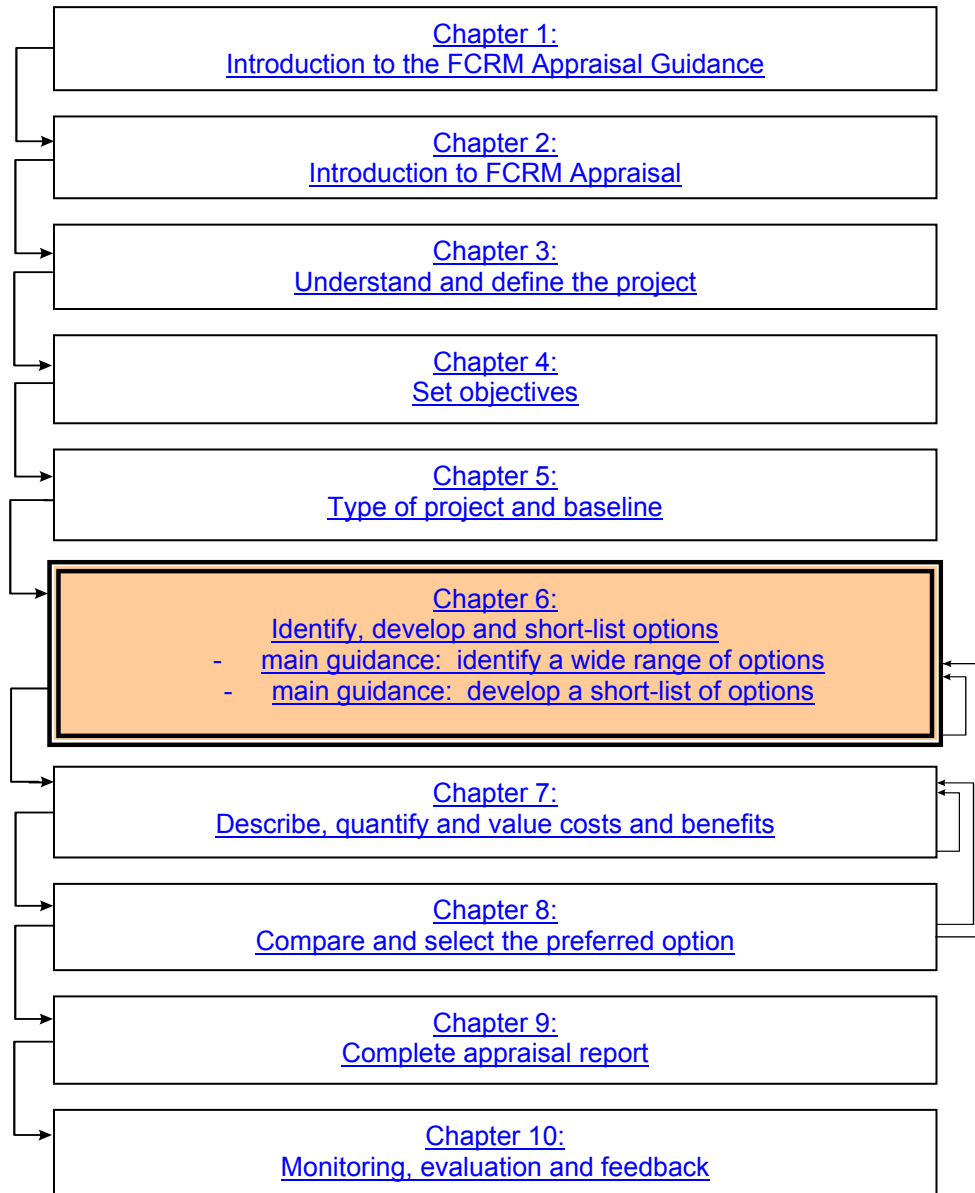 Chapter 1:
Introduction to the FCRM Appraisal Guidance
Chapter 2:
Introduction to FCRM Appraisal
Chapter 3:
Understand and define the project
Chapter 4:
Set objectives
Chapter 5:
Type of project and baseline
Chapter 6:
Identify, develop and short-list options
- main guidance: identify a wide range of options
- main guidance: develop a short-list of options
Chapter 7:
Describe, quantify and value costs and benefits
Chapter 8:
Compare and select the preferred option
Chapter 9:
Complete appraisal report
Chapter 10:
Monitoring, evaluation and feedback